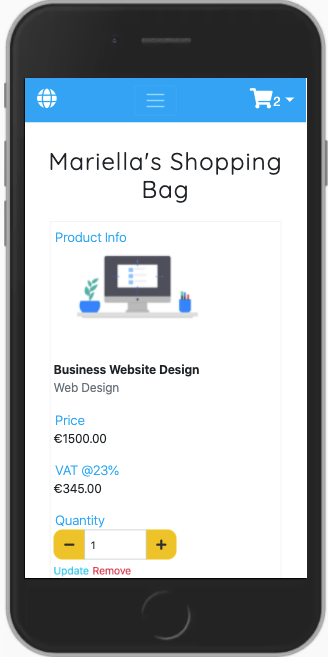 2
Mariella's Shopping
Bag
Product Info
Business Website Design
Web Design
Price
€1500.00
VAT @23%
€345.00
Quantity
− 1 +
Update Remove